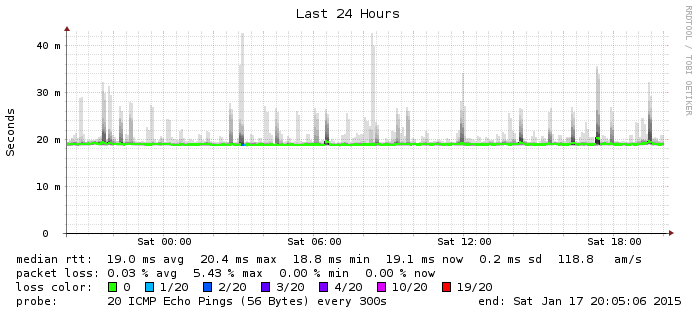 Last 24 Hours
RRDTOOL / TOBI OETIKER
Seconds
40 m
30 m
20 m
10 m
0
Sat 00:00 Sat 06:00 Sat 12:00 Sat 18:00
median rtt: 19.0 ms avg 20.4 ms max 18.8 ms min 19.1 ms now 0.2 ms sd 118.8 am/s
packet loss: 0.03 % avg 5.43 % max 0.00 % min 0.00 % now
loss color: 0 1/20 2/20 3/20 4/20 10/20 19/20
probe: 20 ICMP Echo Pings (56 Bytes) every 300s end: Sat Jan 17 20:05:06 2015